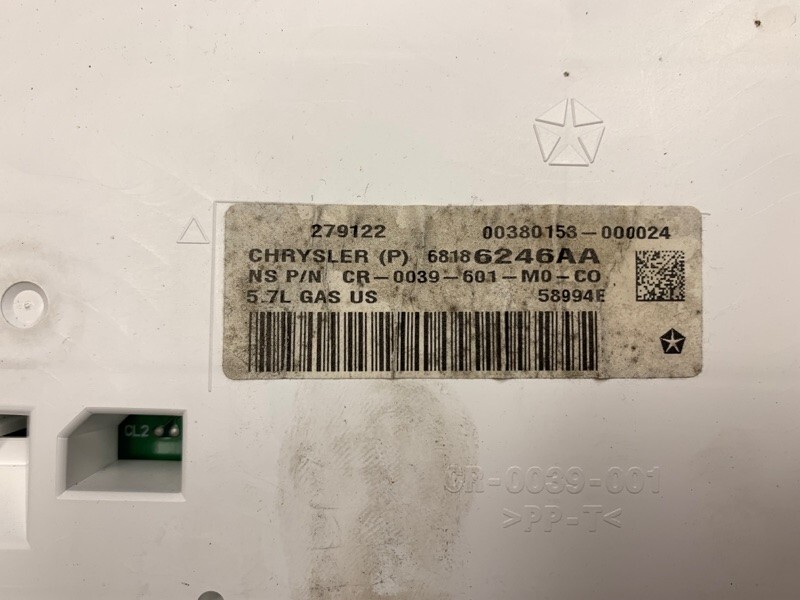 279122 00380153-000024
CHRYSLER (P) 68186246AA
NS P/N CR-0039-601-M0-CO
5.7L GAS US 58994E
CL2
CR-0039-001
>PP-T<